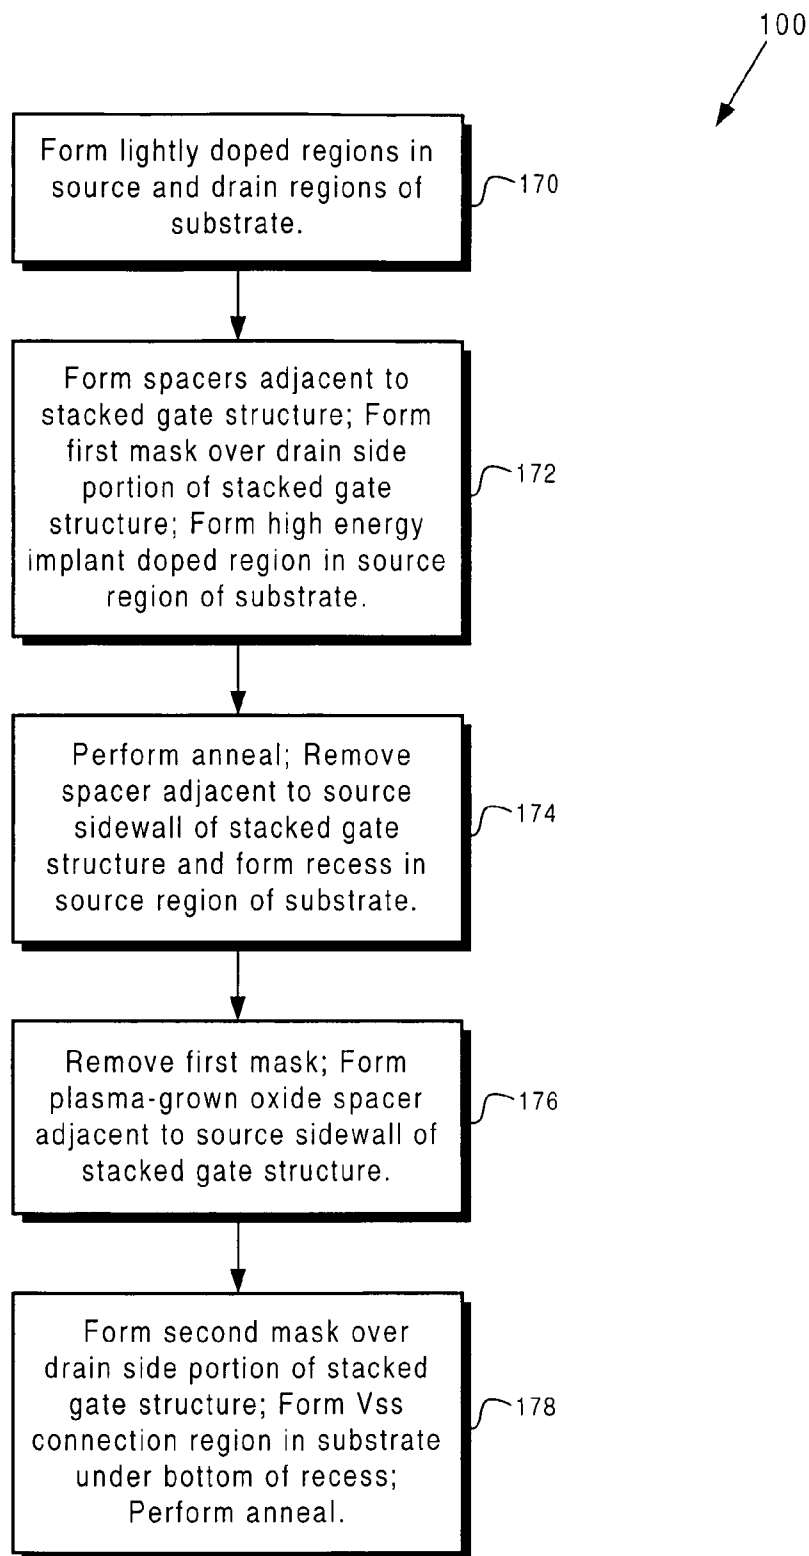 100
Form lightly doped regions in
source and drain regions of
substrate.
170
Form spacers adjacent to
stacked gate structure; Form
first mask over drain side
portion of stacked gate
structure; Form high energy
implant doped region in source
region of substrate.
172
Perform anneal; Remove
spacer adjacent to source
sidewall of stacked gate
structure and form recess in
source region of substrate.
174
Remove first mask; Form
plasma-grown oxide spacer
adjacent to source sidewall of
stacked gate structure.
176
Form second mask over
drain side portion of stacked
gate structure; Form Vss
connection region in substrate
under bottom of recess;
Perform anneal.
178